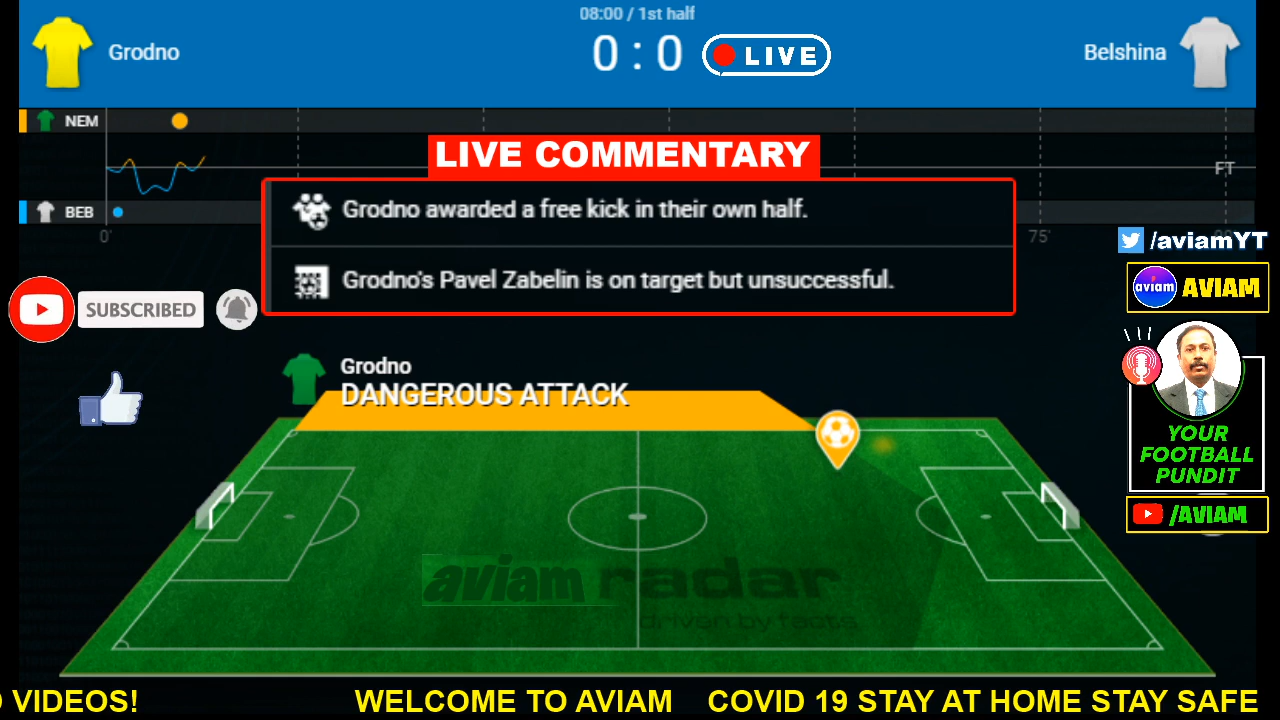 08:00 / 1st half
Grodno
0 : 0
LIVE
Belshina
NEM
LIVE COMMENTARY
FT
Grodno awarded a free kick in their own half.
BEB
0'
75'
/aviamYT
Grodno's Pavel Zabelin is on target but unsuccessful.
aviam AVIAM
SUBSCRIBED
Grodno
DANGEROUS ATTACK
YOUR
FOOTBALL
PUNDIT
/AVIAM
aviam radar
driven by facts
VIDEOS! WELCOME TO AVIAM COVID 19 STAY AT HOME STAY SAFE